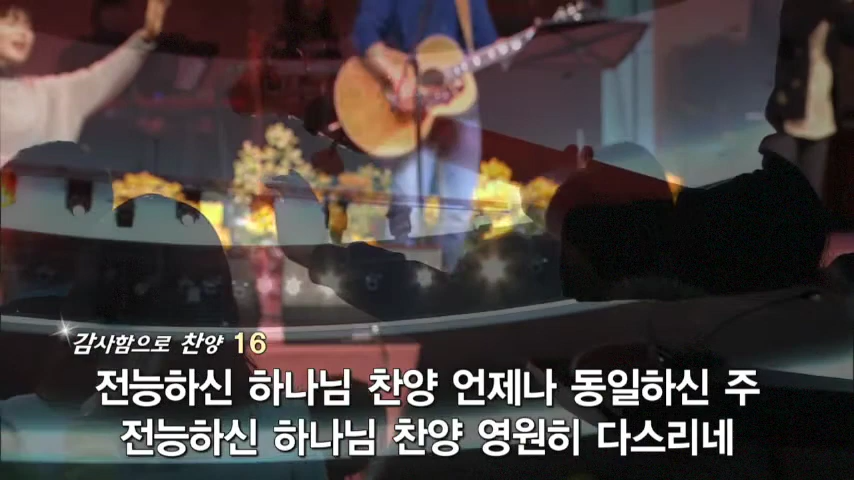 감사함으로 찬양 16
전능하신 하나님 찬양 언제나 동일하신 주
전능하신 하나님 찬양 영원히 다스리네